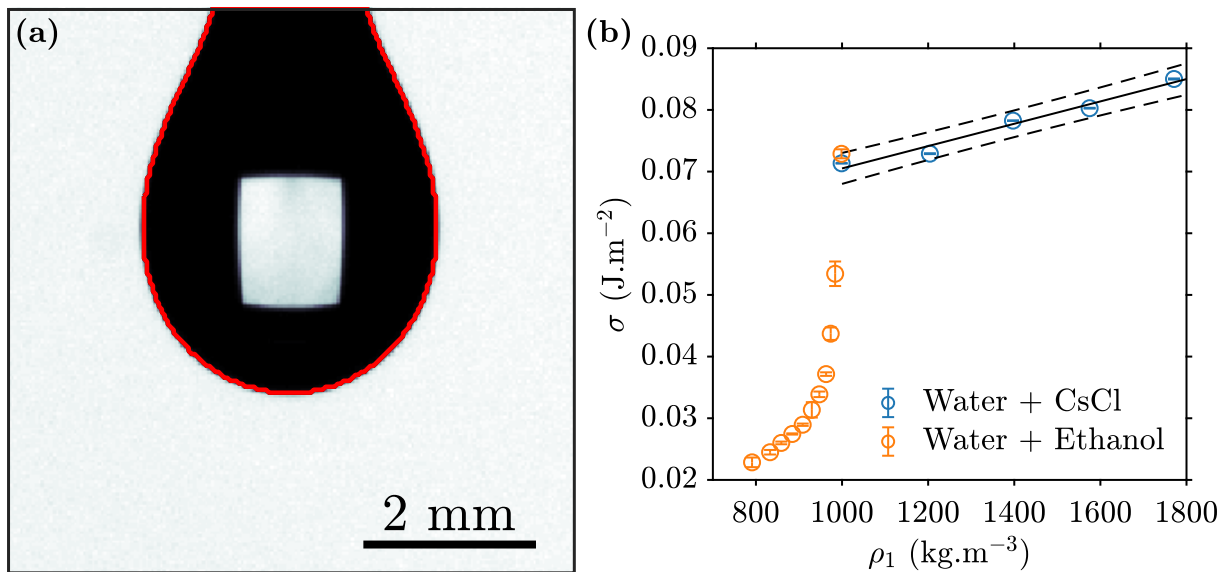 (a)
2 mm
(b)
0.09
0.08
0.07
0.06
0.05
0.04
0.03
0.02
σ (J.m⁻²)
Water + CsCl
Water + Ethanol
800 1000 1200 1400 1600 1800
ρ₁ (kg.m⁻³)